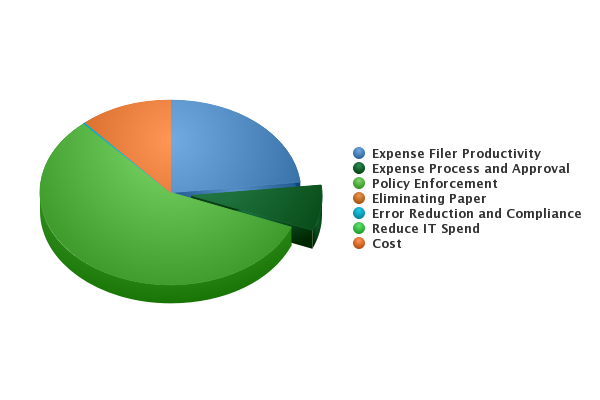 Expense Filer Productivity
Expense Process and Approval
Policy Enforcement
Eliminating Paper
Error Reduction and Compliance
Reduce IT Spend
Cost